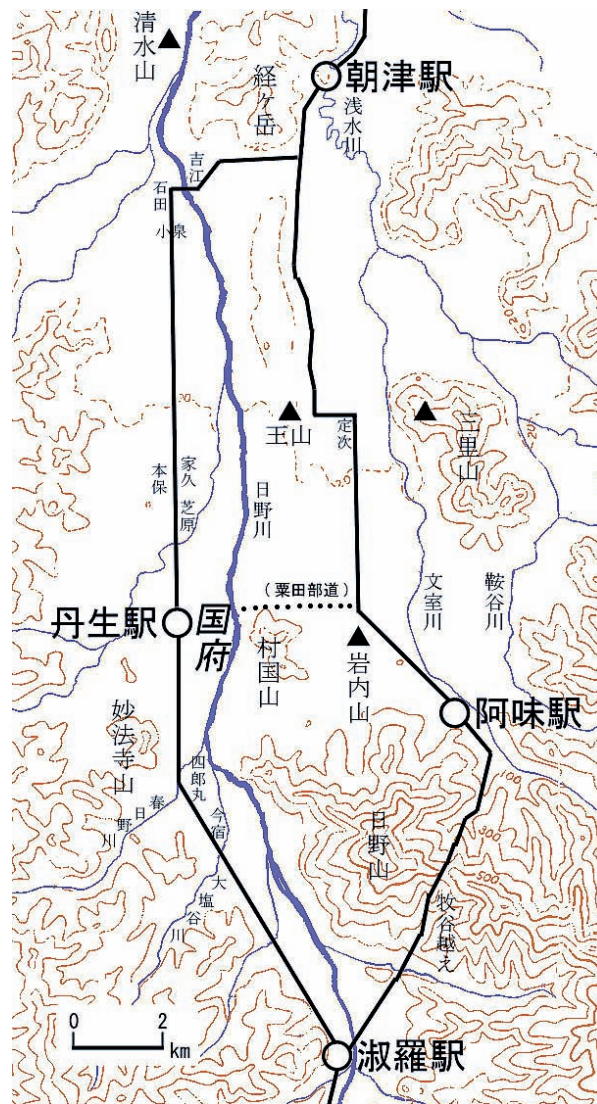 清水山
経ヶ岳
朝津駅
浅水川
吉江
石田
小泉
王山
定次
三里山
家久
芝原
本保
日野川
文室川
鞍谷川
(粟田部道)
丹生駅
国府
村国山
岩内山
阿味駅
妙法寺山
四郎丸
春日野川
今宿
大塩谷川
日野山
牧谷越え
0 2
km
淑羅駅
300